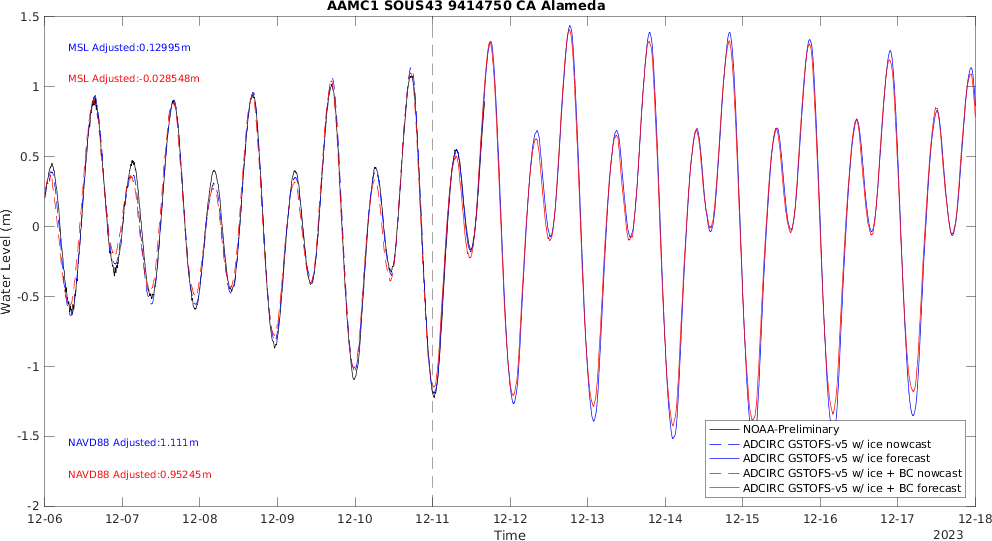 AAMC1 SOUS43 9414750 CA Alameda
MSL Adjusted:0.12995m
MSL Adjusted:-0.028548m
NAVD88 Adjusted:1.111m
NAVD88 Adjusted:0.95245m
Water Level (m)
1.5
1
0.5
0
-0.5
-1
-1.5
-2
NOAA-Preliminary
ADCIRC GSTOFS-v5 w/ ice nowcast
ADCIRC GSTOFS-v5 w/ ice forecast
ADCIRC GSTOFS-v5 w/ ice + BC nowcast
ADCIRC GSTOFS-v5 w/ ice + BC forecast
12-06 12-07 12-08 12-09 12-10 12-11 12-12 12-13 12-14 12-15 12-16 12-17 12-18
Time
2023